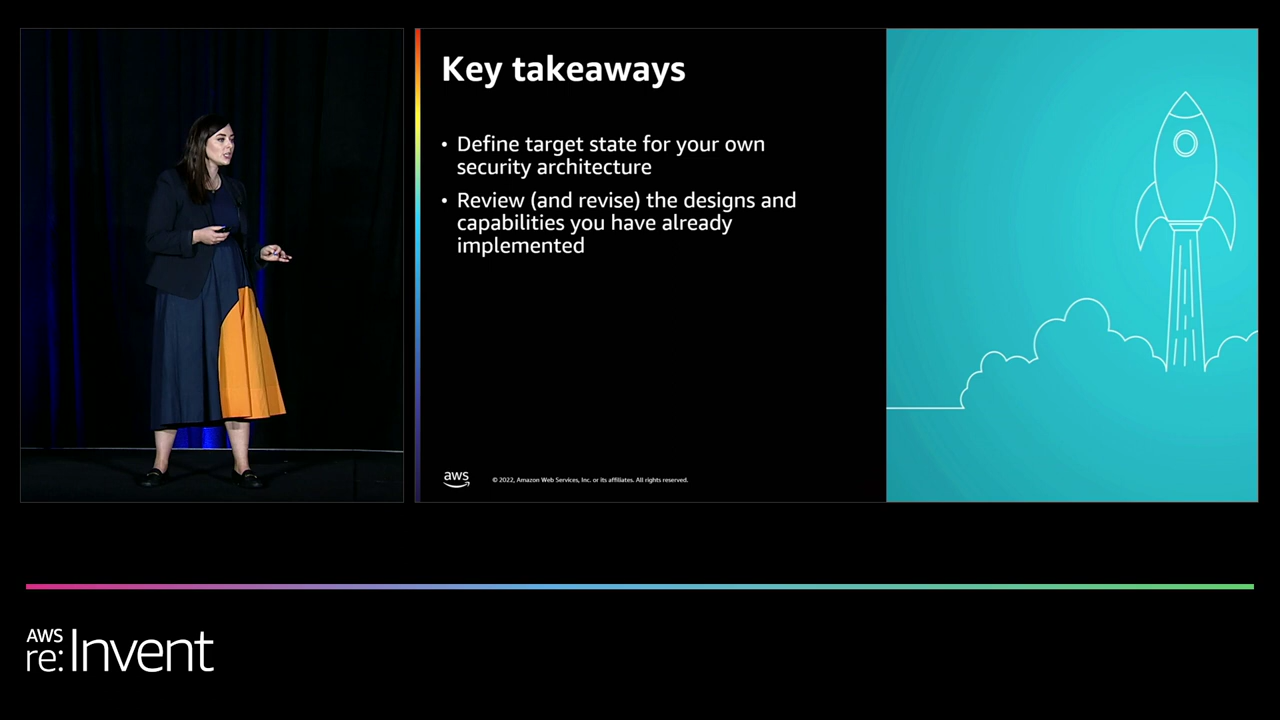 Key takeaways
• Define target state for your own
security architecture
• Review (and revise) the designs and
capabilities you have already
implemented
aws
© 2022, Amazon Web Services, Inc. or its affiliates. All rights reserved.
AWS
re:Invent